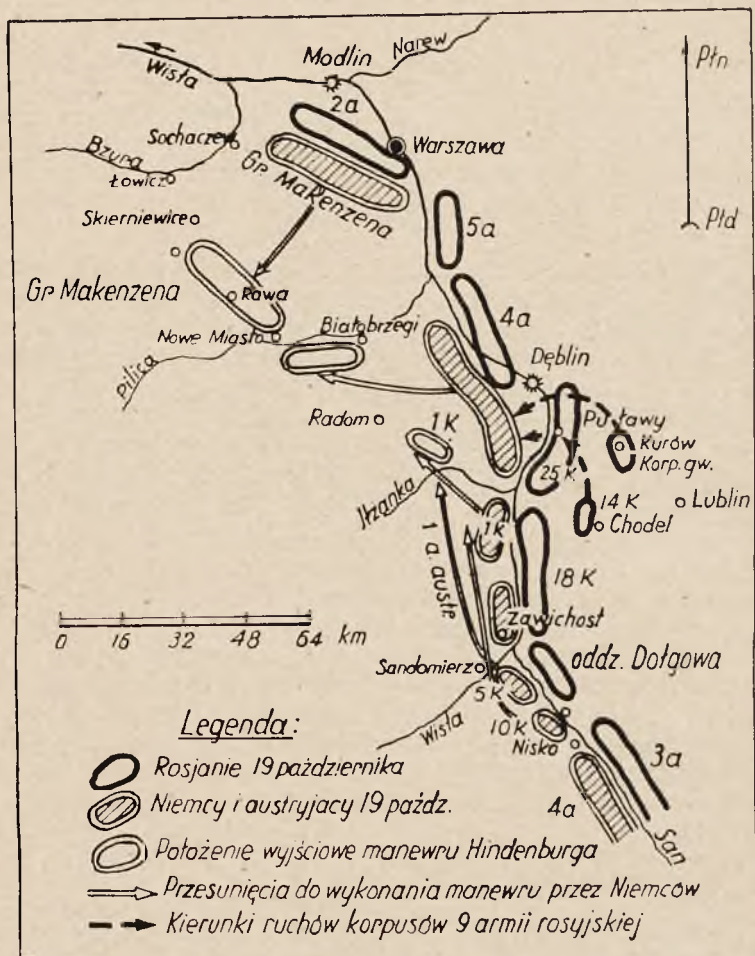 Narew
Modlin
Wisła
Płn
2a
Sochaczew
Warszawa
Bzura
Łowicz
Gr Makenzena
Skierniewice
5a
Płd
Gr Makenzena
Rawa
4a
Nowe Miasto
Białobrzegi
Dęblin
Pilica
Radom
1K
Puławy
Kurów
Korp. gw.
25 K
Iłżanka
14 K
Lublin
Chodel
1K
1 a. austr.
18 K
0 16 32 48 64 km
Zawichost
Sandomierz
oddz. Dołgowa
5 K
Wisła
10K
Nisko
3a
4a
San
Legenda:
Rosjanie 19 października
Niemcy i austryjacy 19 paźdz.
Położenie wyjściowe manewru Hindenburga
Przesunięcia do wykonania manewru przez Niemców
Kierunki ruchów korpusów 9 armii rosyjskiej